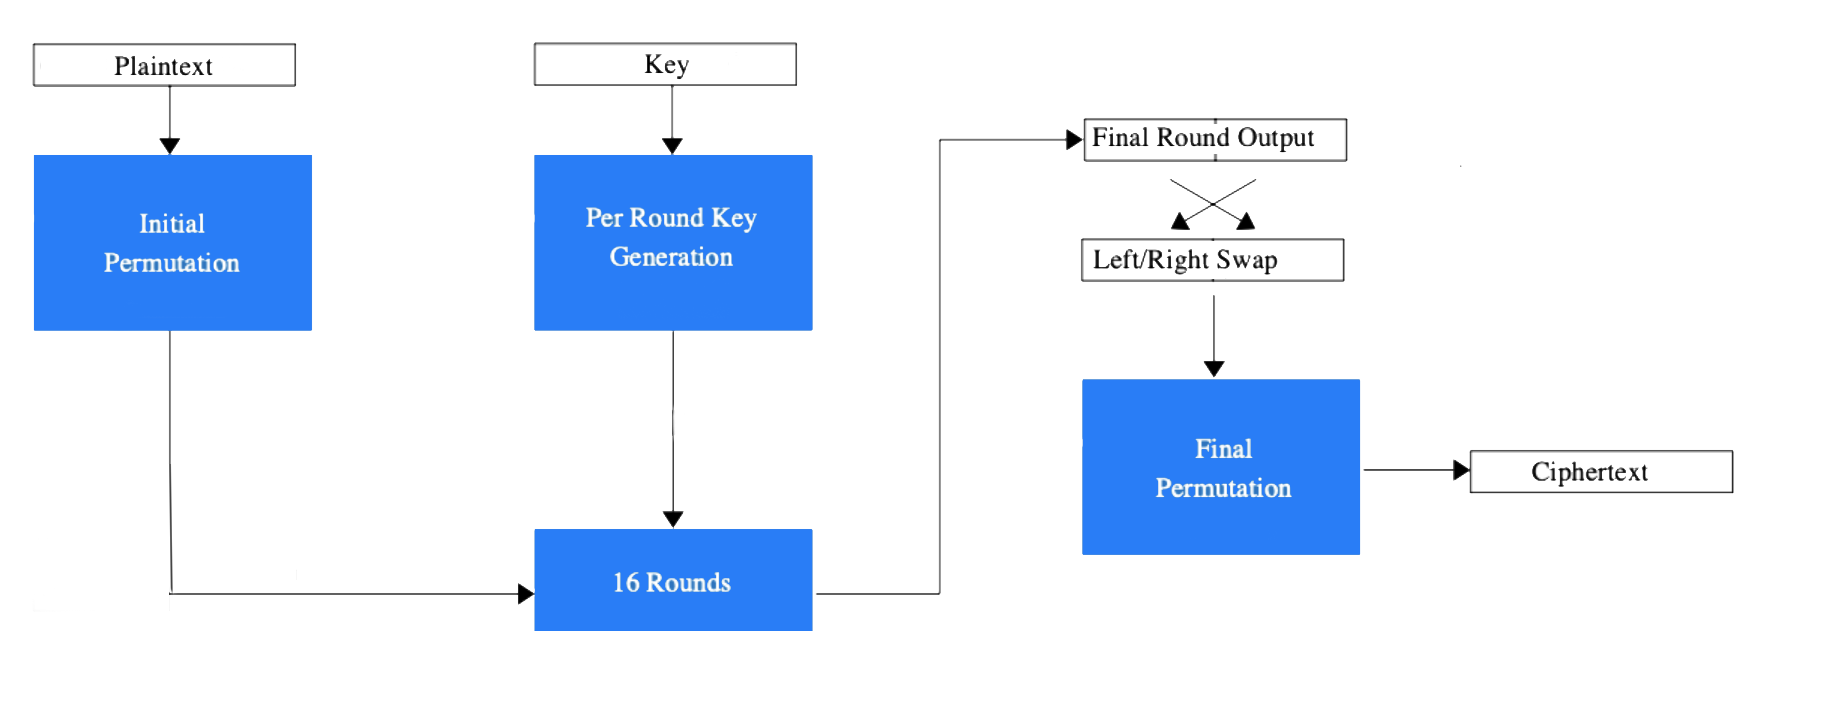 Plaintext
Initial
Permutation
Key
Per Round Key
Generation
16 Rounds
Final Round Output
Left/Right Swap
Final
Permutation
Ciphertext